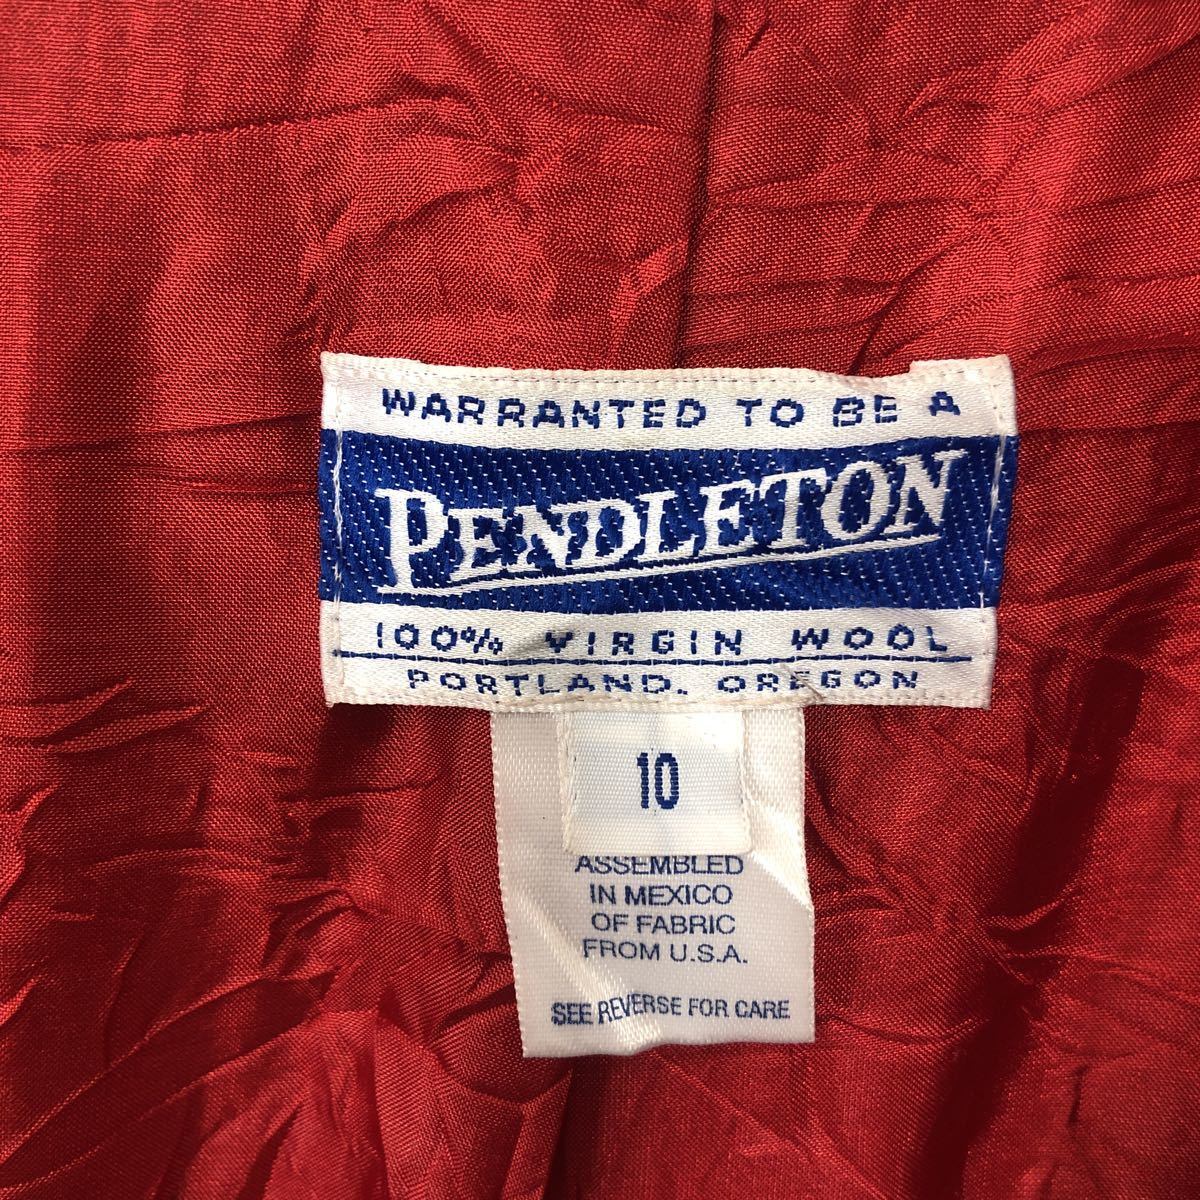 WARRANTED TO BE A
PENDLETON
100% VIRGIN WOOL
PORTLAND, OREGON
10
ASSEMBLED
IN MEXICO
OF FABRIC
FROM U.S.A.
SEE REVERSE FOR CARE